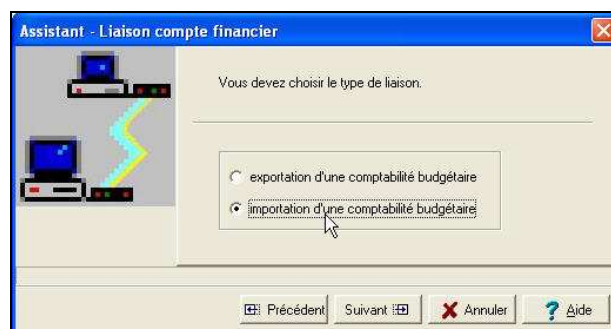 Assistant - Liaison compte financier
Vous devez choisir le type de liaison.
exportation d'une comptabilité budgétaire
importation d'une comptabilité budgétaire
Précédent Suivant Annuler Aide